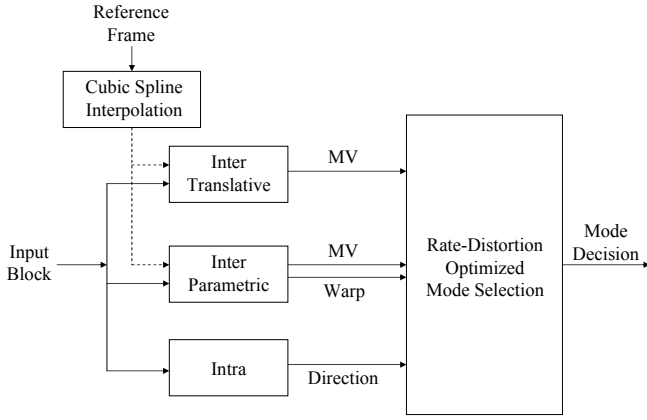 Reference
Frame
Cubic Spline
Interpolation
Inter
Translative
MV
Input
Block
Inter
Parametric
MV
Warp
Rate-Distortion
Optimized
Mode Selection
Mode
Decision
Intra
Direction